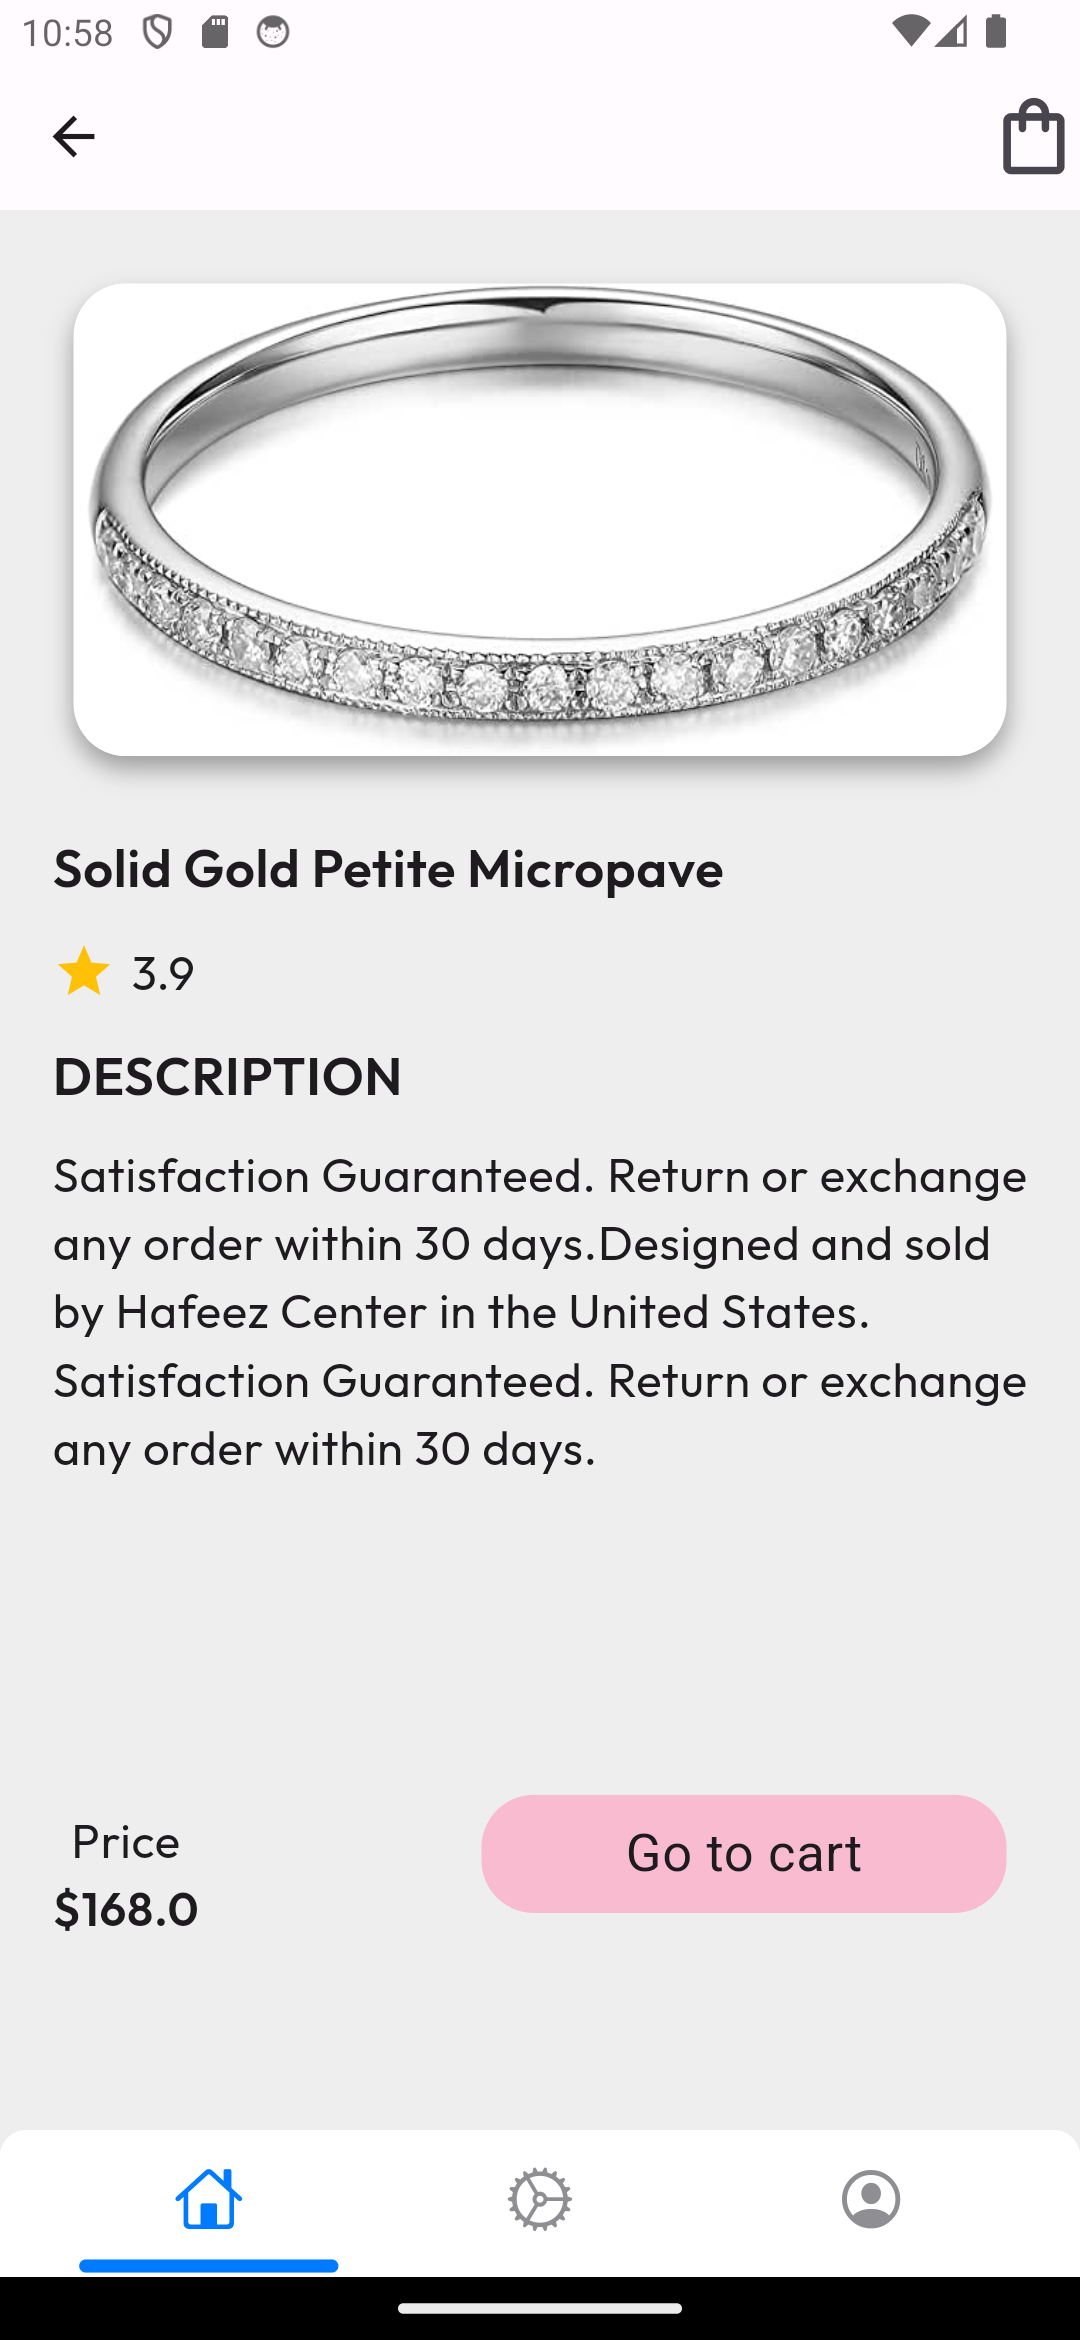 10:58
Solid Gold Petite Micropave
3.9
DESCRIPTION
Satisfaction Guaranteed. Return or exchange
any order within 30 days.Designed and sold
by Hafeez Center in the United States.
Satisfaction Guaranteed. Return or exchange
any order within 30 days.
Price
$168.0
Go to cart